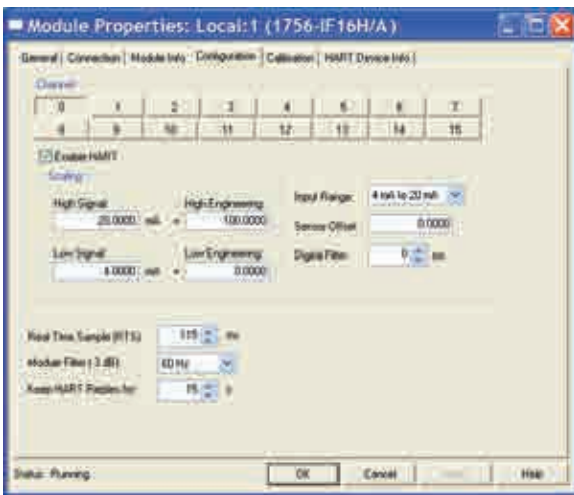 Module Properties: Local:1 (1756-IF16H/A)
General Connection Module Info Configuration Calibration HART Device Info
Channel
0 1 2 3 4 5 6 7
8 9 10 11 12 13 14 15
Enable HART
Scaling
High Signal High Engineering Input Range: 4 mA to 20 mA
20.0000 mA = 100.0000 Sensor Offset 0.0000
Low Signal Low Engineering Digital Filter: 0 ms
4.0000 mA = 0.0000
Real Time Sample (RTS) ms
Module Filter (-3 dB) 60 Hz
Keep HART Replies for 15 s
Status: Running OK Cancel Help